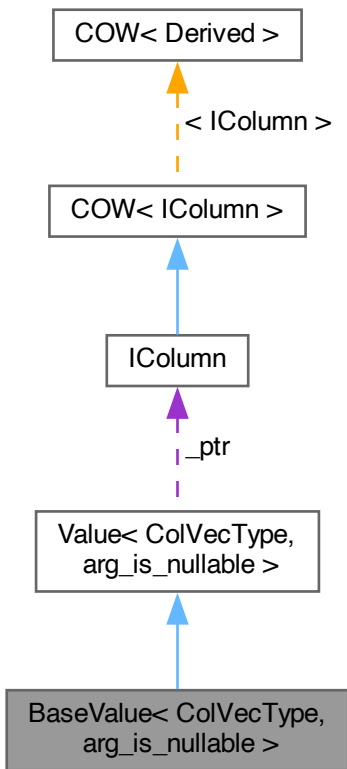 COW< Derived >
< IColumn >
COW< IColumn >
IColumn
_ptr
Value< ColVecType,
arg_is_nullable >
BaseValue< ColVecType,
arg_is_nullable >